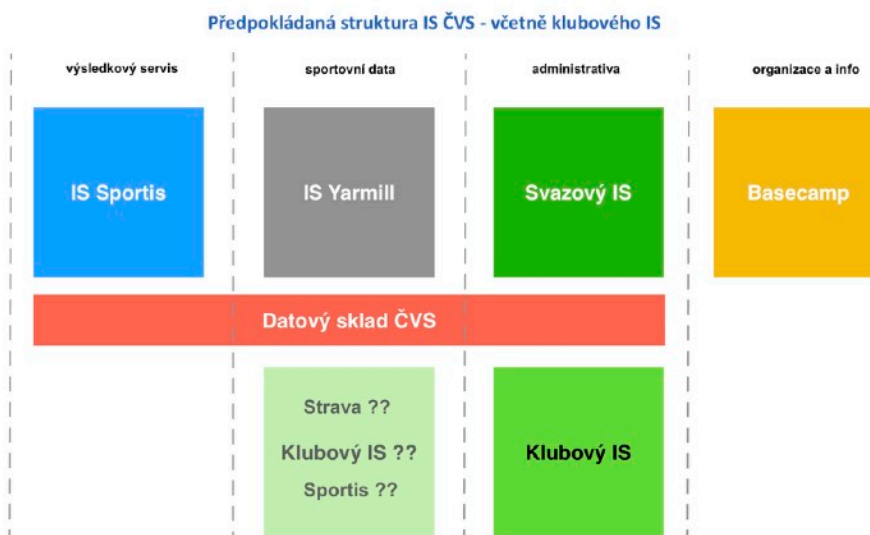 Předpokládaná struktura IS ČVS - včetně klubového IS
výsledkový servis
sportovní data
administrativa
organizace a info
IS Sportis
IS Yarmill
Svazový IS
Basecamp
Datový sklad ČVS
Strava ??
Klubový IS ??
Sportis ??
Klubový IS